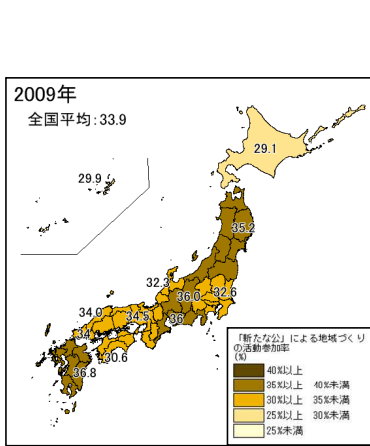 2009年
全国平均:33.9
29.1
29.9
35.2
32.3
36.0
32.6
34.0
34.5
36
34
30.6
36.8
「新たな公」による地域づくり
の活動参加率
(%)
40%以上
35%以上 40%未満
30%以上 35%未満
25%以上 30%未満
25%未満